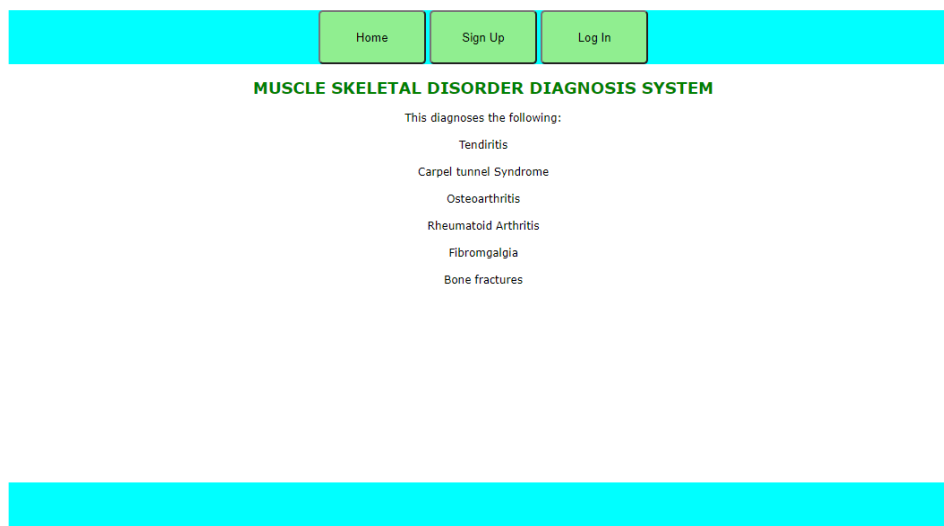 Home Sign Up Log In
MUSCLE SKELETAL DISORDER DIAGNOSIS SYSTEM
This diagnoses the following:
Tendiritis
Carpel tunnel Syndrome
Osteoarthritis
Rheumatoid Arthritis
Fibromgalgia
Bone fractures